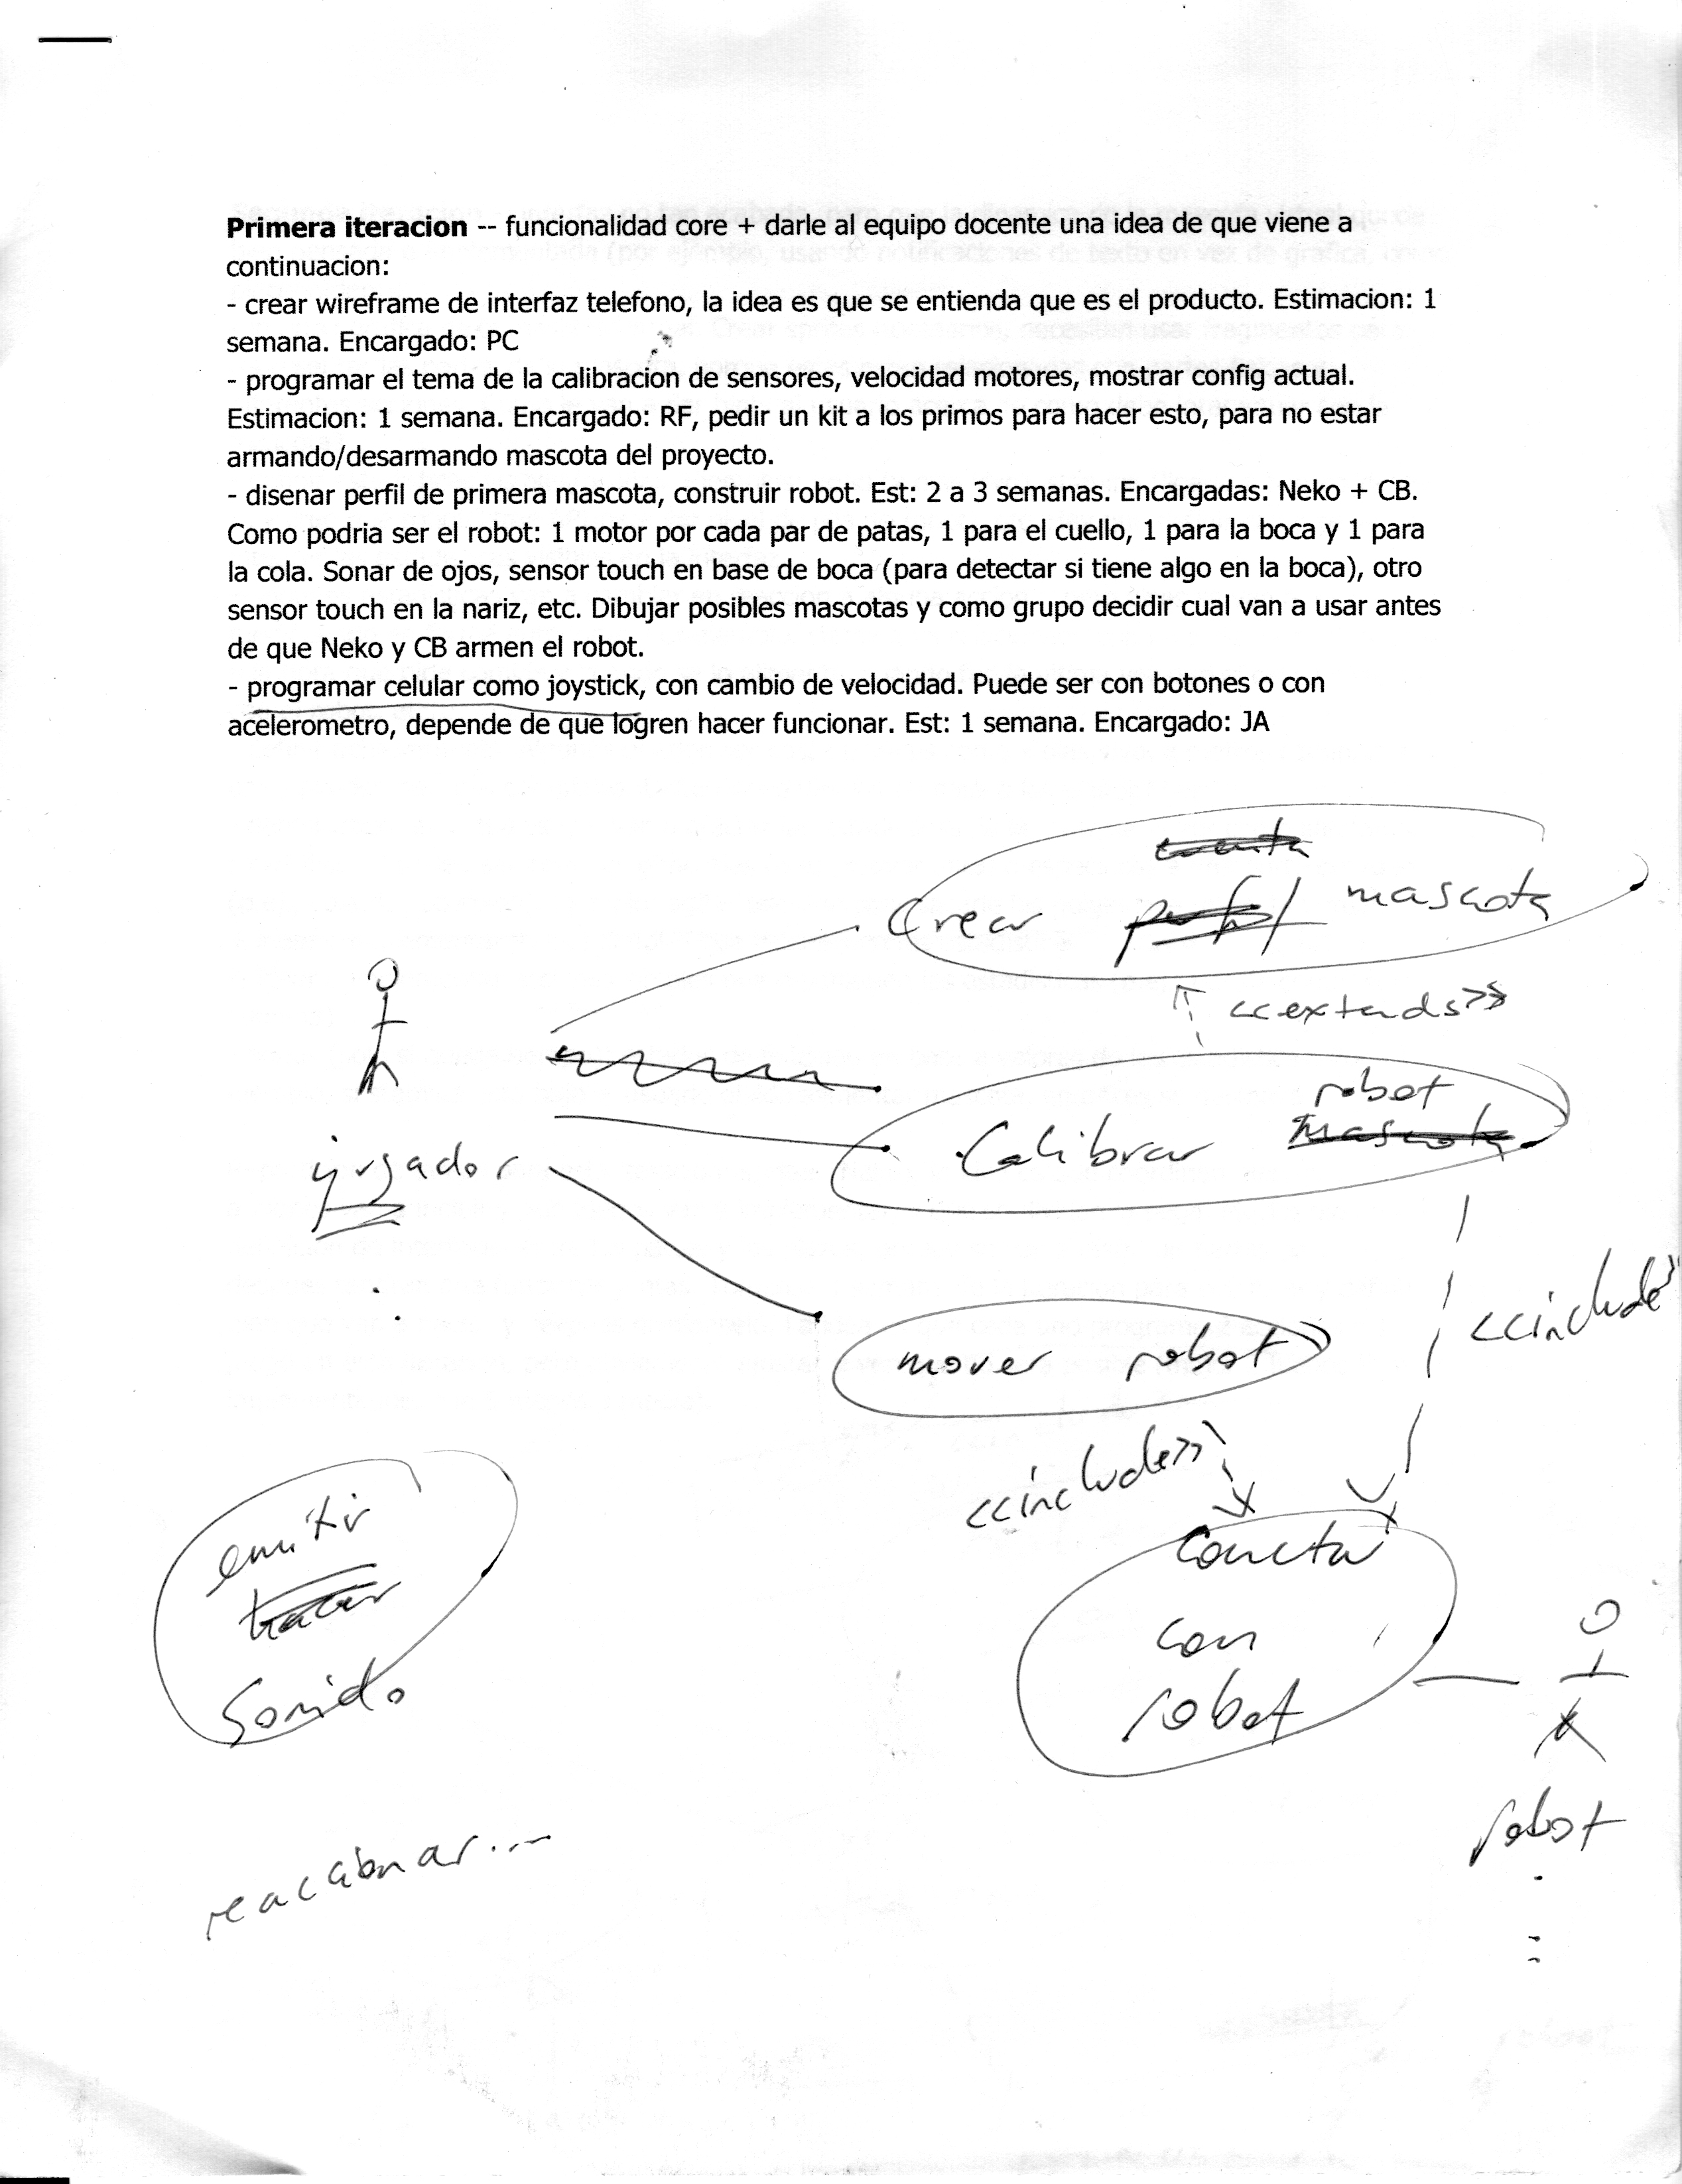 Primera iteracion -- funcionalidad core + darle al equipo docente una idea de que viene a
continuacion:
- crear wireframe de interfaz telefono, la idea es que se entienda que es el producto. Estimacion: 1
semana. Encargado: PC
- programar el tema de la calibracion de sensores, velocidad motores, mostrar config actual.
Estimacion: 1 semana. Encargado: RF, pedir un kit a los primos para hacer esto, para no estar
armando/desarmando mascota del proyecto.
- disenar perfil de primera mascota, construir robot. Est: 2 a 3 semanas. Encargadas: Neko + CB.
Como podria ser el robot: 1 motor por cada par de patas, 1 para el cuello, 1 para la boca y 1 para
la cola. Sonar de ojos, sensor touch en base de boca (para detectar si tiene algo en la boca), otro
sensor touch en la nariz, etc. Dibujar posibles mascotas y como grupo decidir cual van a usar antes
de que Neko y CB armen el robot.
- programar celular como joystick, con cambio de velocidad. Puede ser con botones o con
acelerometro, depende de que logren hacer funcionar. Est: 1 semana. Encargado: JA
cuenta
Crear perfil mascota
<<extends>>
robot
Calibrar mascota
jugador
<<include>>
mover robot
<<include>>
emitir
hacer
sonido
conectar
con
robot
robot
reaccionar...